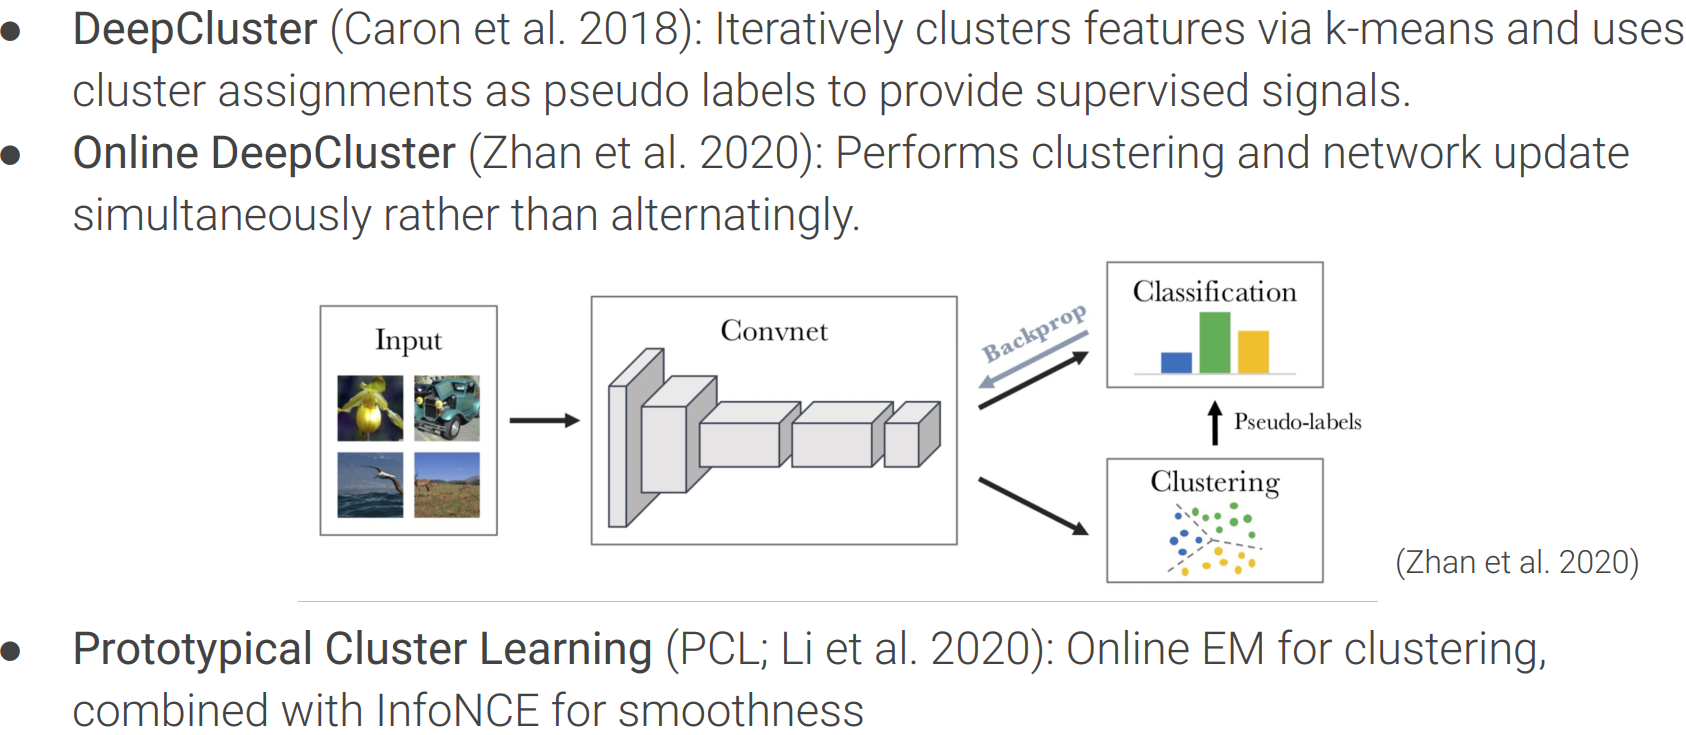 ● DeepCluster (Caron et al. 2018): Iteratively clusters features via k-means and uses
cluster assignments as pseudo labels to provide supervised signals.
● Online DeepCluster (Zhan et al. 2020): Performs clustering and network update
simultaneously rather than alternatingly.
Input
Convnet
Backprop
Classification
Pseudo-labels
Clustering
(Zhan et al. 2020)
● Prototypical Cluster Learning (PCL; Li et al. 2020): Online EM for clustering,
combined with InfoNCE for smoothness